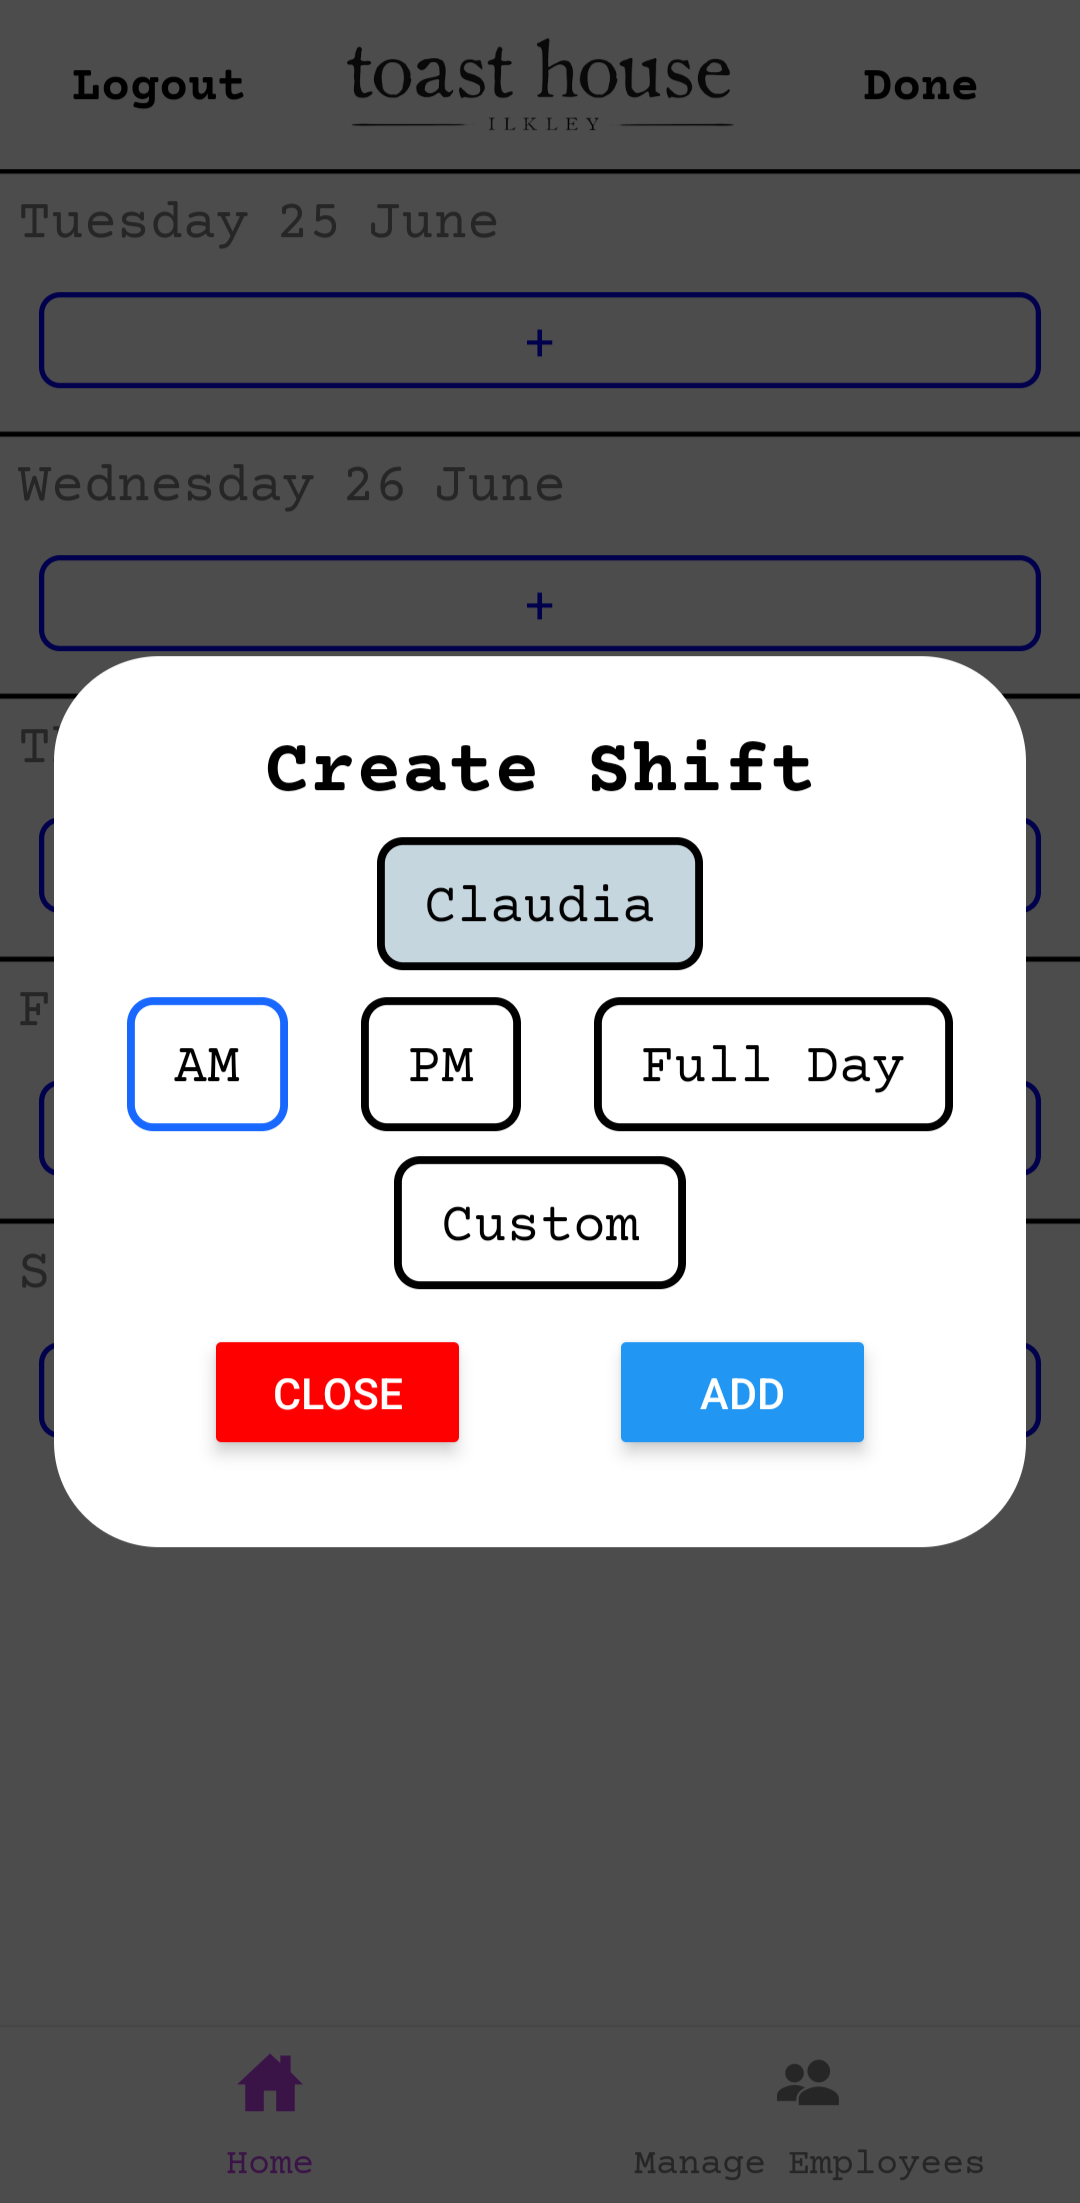 Logout
toast house
ILKLEY
Done
Tuesday 25 June
+
Wednesday 26 June
+
Create Shift
Claudia
AM PM Full Day
Custom
CLOSE ADD
Home Manage Employees